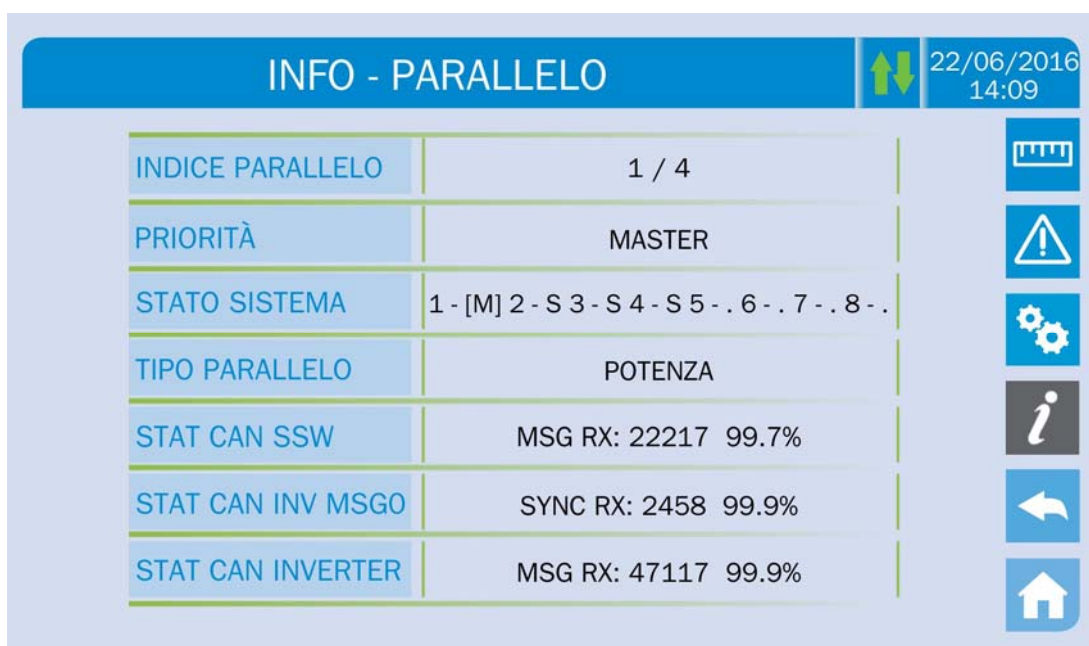 INFO - PARALLELO
22/06/2016
14:09
INDICE PARALLELO 1 / 4
PRIORITÀ MASTER
STATO SISTEMA 1 - [M] 2 - S 3 - S 4 - S 5 - . 6 - . 7 - . 8 - .
TIPO PARALLELO POTENZA
STAT CAN SSW MSG RX: 22217 99.7%
STAT CAN INV MSG0 SYNC RX: 2458 99.9%
STAT CAN INVERTER MSG RX: 47117 99.9%